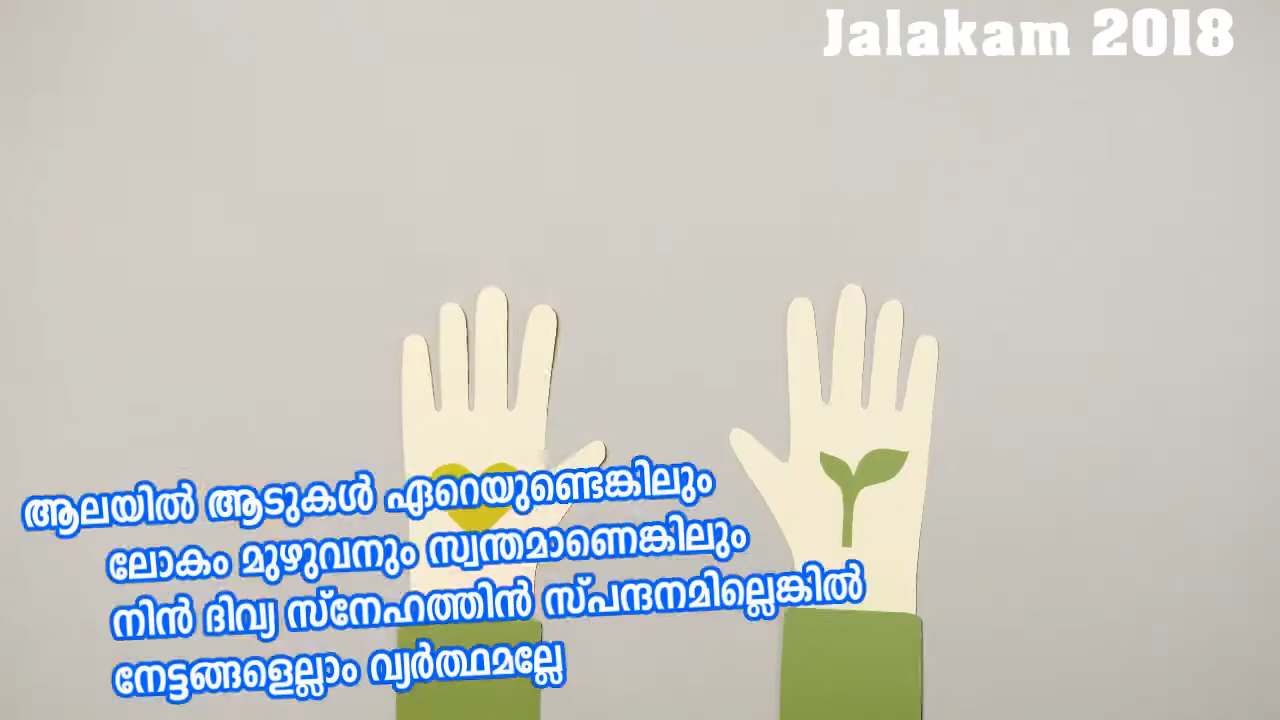 Jalakam 2018
ആലയിൽ ആടുകൾ ഏറെയുണ്ടെങ്കിലും
ലോകം മുഴുവനും സ്വന്തമാണെങ്കിലും
നിൻ ദിവ്യ സ്നേഹത്തിൻ സ്പന്ദനമില്ലെങ്കിൽ
നേട്ടങ്ങളെല്ലാം വ്യർത്ഥമല്ലേ